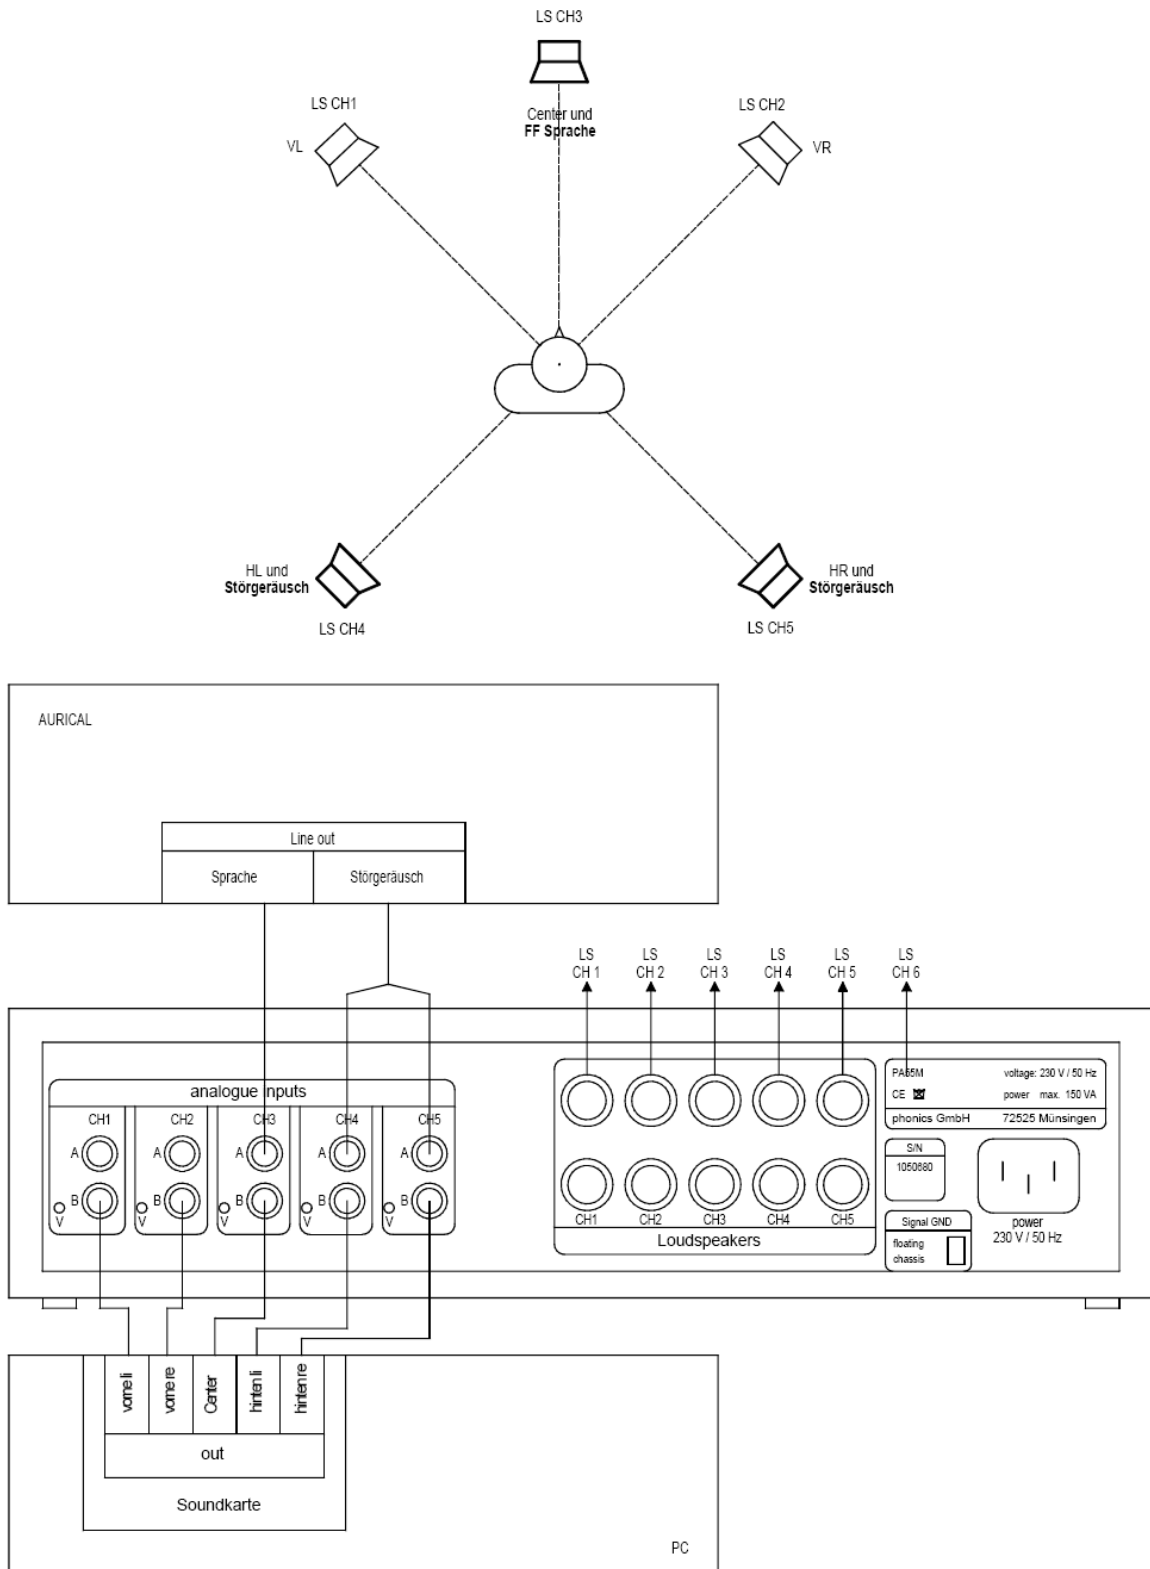 LS CH3
LS CH1
LS CH2
Center und
FF Sprache
VL
VR
HL und
Störgeräusch
HR und
Störgeräusch
LS CH4
LS CH5
AURICAL
Line out
Sprache
Störgeräusch
LS
CH 1
LS
CH 2
LS
CH 3
LS
CH 4
LS
CH 5
LS
CH 6
analogue inputs
CH1
CH2
CH3
CH4
CH5
A
A
A
A
A
B
B
B
B
B
V
V
V
V
V
CH1
CH2
CH3
CH4
CH5
Loudspeakers
PA55M
voltage: 230 V / 50 Hz
CE
power max. 150 VA
phonics GmbH
72525 Münsingen
S/N
1050680
Signal GND
floating
chassis
power
230 V / 50 Hz
vorne li
vorne re
Center
hinten li
hinten re
out
Soundkarte
PC